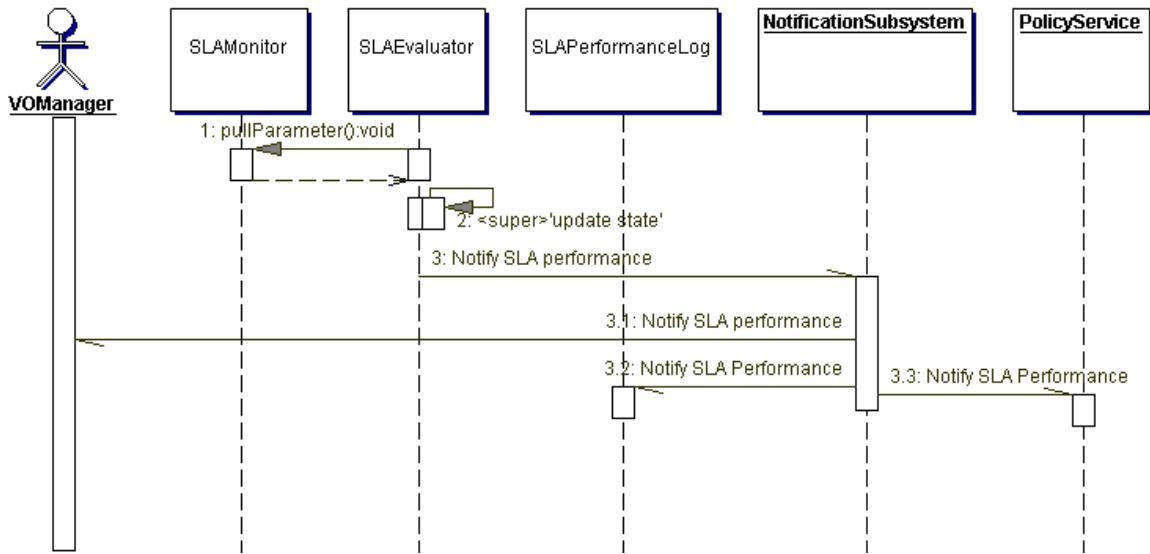 VOManager
SLAMonitor
SLAEvaluator
SLAPerformanceLog
NotificationSubsystem
PolicyService
1: pullParameter():void
2: <super>'update state'
3: Notify SLA performance
3.1: Notify SLA performance
3.2: Notify SLA Performance
3.3: Notify SLA Performance